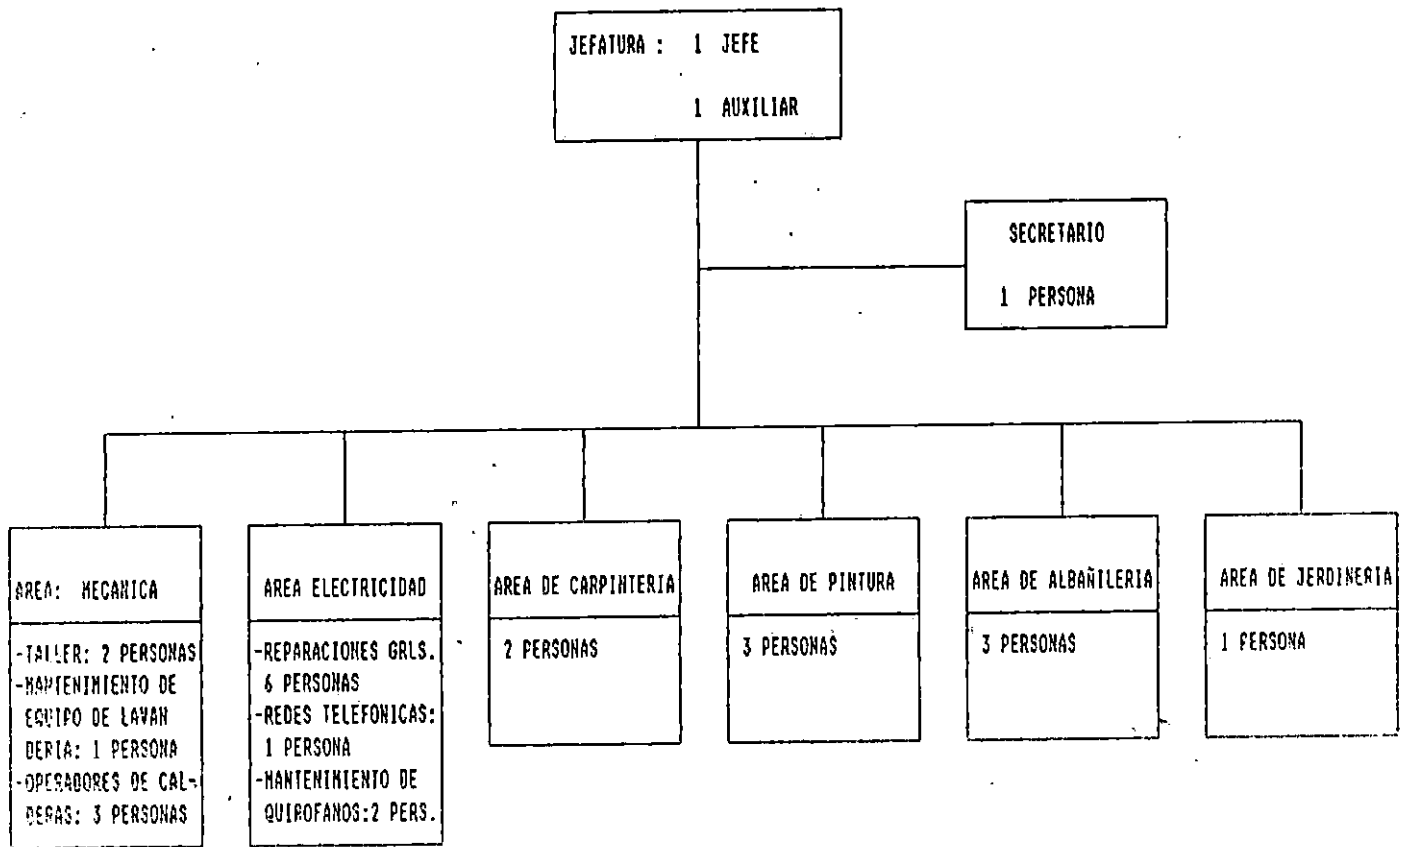 JEFATURA : 1 JEFE
1 AUXILIAR
SECRETARIO
1 PERSONA
AREA: MECANICA
-TALLER: 2 PERSONAS
-MANTENIMIENTO DE
EQUIPO DE LAVAN
DERIA: 1 PERSONA
-OPERADORES DE CAL-
DERAS: 3 PERSONAS
AREA ELECTRICIDAD
-REPARACIONES GRLS.
6 PERSONAS
-REDES TELEFONICAS:
1 PERSONA
-MANTENIMIENTO DE
QUIROFANOS:2 PERS.
AREA DE CARPINTERIA
2 PERSONAS
AREA DE PINTURA
3 PERSONAS
AREA DE ALBAÑILERIA
3 PERSONAS
AREA DE JERDINERIA
1 PERSONA